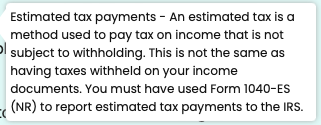 Estimated tax payments - An estimated tax is a
method used to pay tax on income that is not
subject to withholding. This is not the same as
having taxes withheld on your income
documents. You must have used Form 1040-ES
(NR) to report estimated tax payments to the IRS.